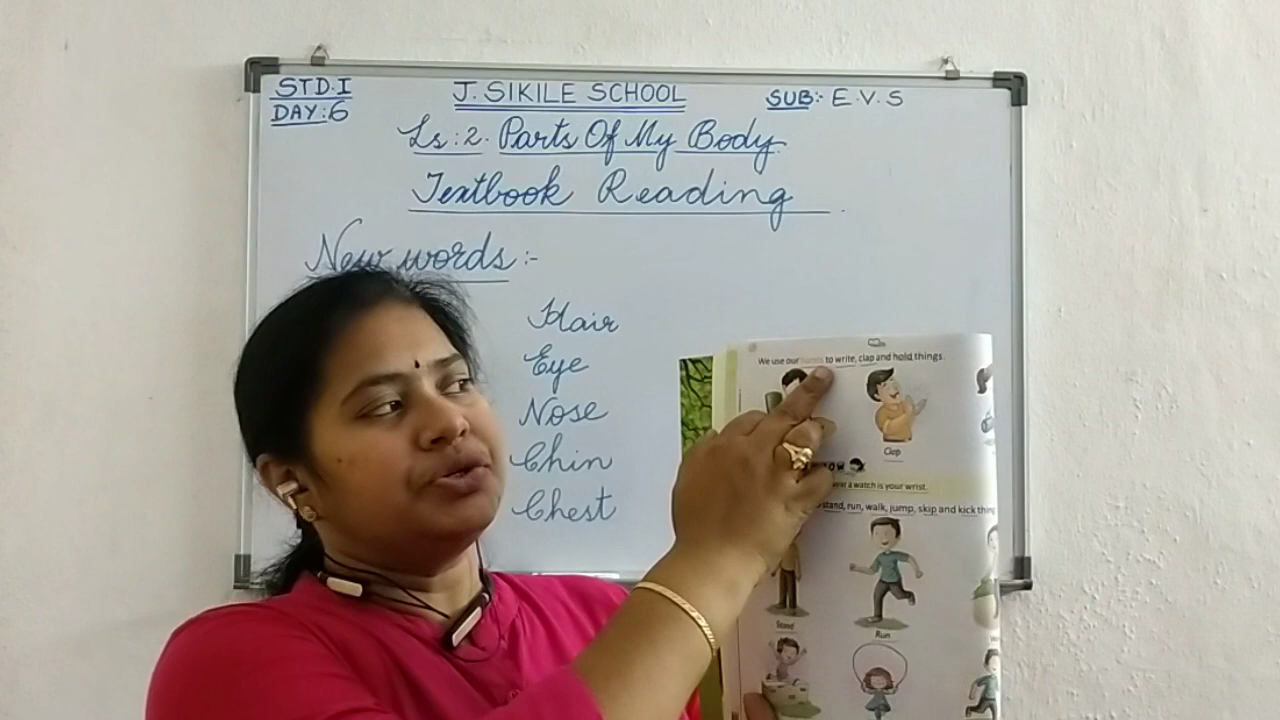 STD.I
DAY:6
J. SIKILE SCHOOL
SUB:- E.V.S
Ls:2. Parts Of My Body
Textbook Reading
New words :-
Hair
Eye
Nose
Chin
Chest
We use our hands to write, clap and hold things.
Clap
a watch is your wrist.
stand, run, walk, jump, skip and kick thing
Stand
Run